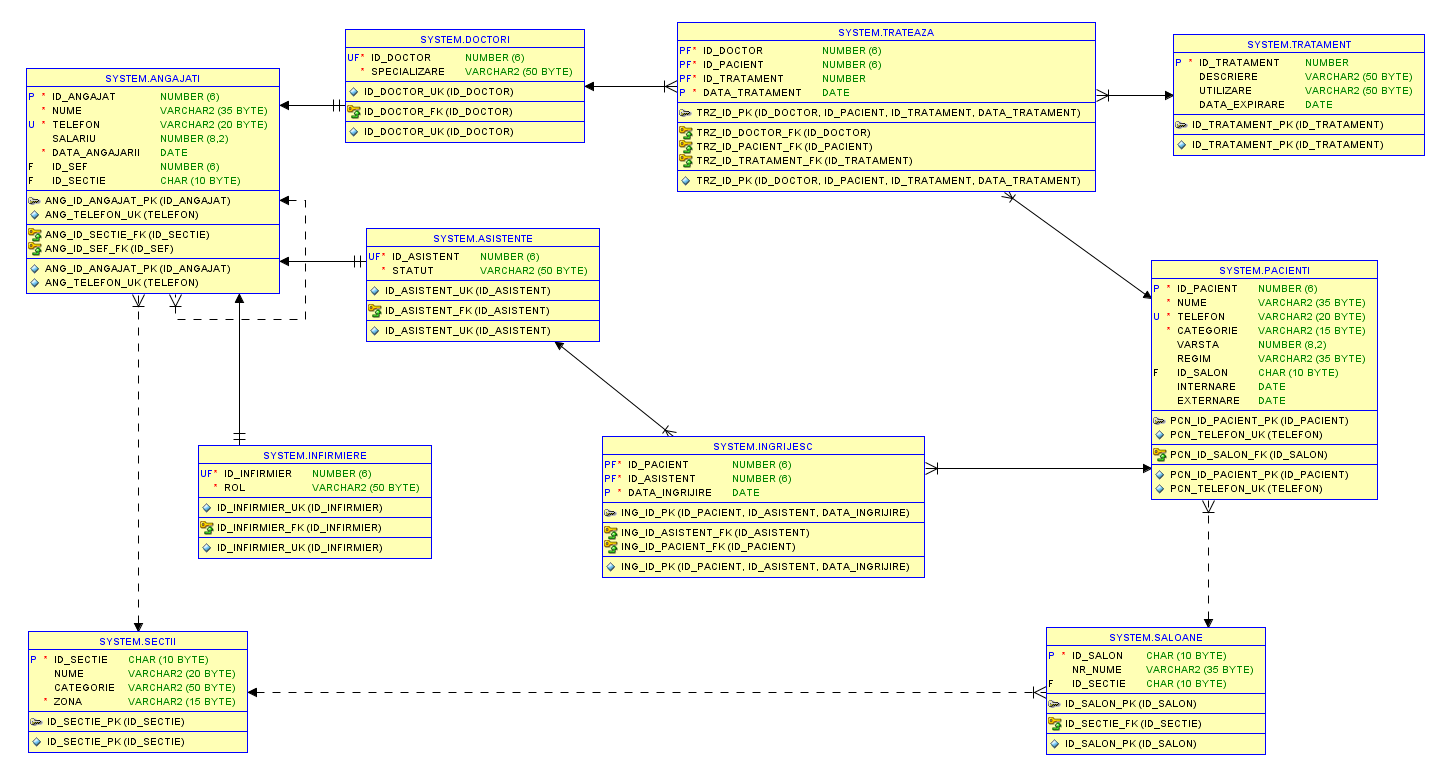 SYSTEM.ANGAJATI
P * ID_ANGAJAT NUMBER (6)
* NUME VARCHAR2 (35 BYTE)
U * TELEFON VARCHAR2 (20 BYTE)
SALARIU NUMBER (8,2)
* DATA_ANGAJARII DATE
F ID_SEF NUMBER (6)
F ID_SECTIE CHAR (10 BYTE)
ANG_ID_ANGAJAT_PK (ID_ANGAJAT)
ANG_TELEFON_UK (TELEFON)
ANG_ID_SECTIE_FK (ID_SECTIE)
ANG_ID_SEF_FK (ID_SEF)
ANG_ID_ANGAJAT_PK (ID_ANGAJAT)
ANG_TELEFON_UK (TELEFON)
SYSTEM.DOCTORI
UF* ID_DOCTOR NUMBER (6)
* SPECIALIZARE VARCHAR2 (50 BYTE)
ID_DOCTOR_UK (ID_DOCTOR)
ID_DOCTOR_FK (ID_DOCTOR)
ID_DOCTOR_UK (ID_DOCTOR)
SYSTEM.TRATEAZA
PF* ID_DOCTOR NUMBER (6)
PF* ID_PACIENT NUMBER (6)
PF* ID_TRATAMENT NUMBER
P * DATA_TRATAMENT DATE
TRZ_ID_PK (ID_DOCTOR, ID_PACIENT, ID_TRATAMENT, DATA_TRATAMENT)
TRZ_ID_DOCTOR_FK (ID_DOCTOR)
TRZ_ID_PACIENT_FK (ID_PACIENT)
TRZ_ID_TRATAMENT_FK (ID_TRATAMENT)
TRZ_ID_PK (ID_DOCTOR, ID_PACIENT, ID_TRATAMENT, DATA_TRATAMENT)
SYSTEM.TRATAMENT
P * ID_TRATAMENT NUMBER
DESCRIERE VARCHAR2 (50 BYTE)
UTILIZARE VARCHAR2 (50 BYTE)
DATA_EXPIRARE DATE
ID_TRATAMENT_PK (ID_TRATAMENT)
ID_TRATAMENT_PK (ID_TRATAMENT)
SYSTEM.ASISTENTE
UF* ID_ASISTENT NUMBER (6)
* STATUT VARCHAR2 (50 BYTE)
ID_ASISTENT_UK (ID_ASISTENT)
ID_ASISTENT_FK (ID_ASISTENT)
ID_ASISTENT_UK (ID_ASISTENT)
SYSTEM.PACIENTI
P * ID_PACIENT NUMBER (6)
* NUME VARCHAR2 (35 BYTE)
U * TELEFON VARCHAR2 (20 BYTE)
* CATEGORIE VARCHAR2 (15 BYTE)
VARSTA NUMBER (8,2)
REGIM VARCHAR2 (35 BYTE)
F ID_SALON CHAR (10 BYTE)
INTERNARE DATE
EXTERNARE DATE
PCN_ID_PACIENT_PK (ID_PACIENT)
PCN_TELEFON_UK (TELEFON)
PCN_ID_SALON_FK (ID_SALON)
PCN_ID_PACIENT_PK (ID_PACIENT)
PCN_TELEFON_UK (TELEFON)
SYSTEM.INFIRMIERE
UF* ID_INFIRMIER NUMBER (6)
* ROL VARCHAR2 (50 BYTE)
ID_INFIRMIER_UK (ID_INFIRMIER)
ID_INFIRMIER_FK (ID_INFIRMIER)
ID_INFIRMIER_UK (ID_INFIRMIER)
SYSTEM.INGRIJESC
PF* ID_PACIENT NUMBER (6)
PF* ID_ASISTENT NUMBER (6)
P * DATA_INGRIJIRE DATE
ING_ID_PK (ID_PACIENT, ID_ASISTENT, DATA_INGRIJIRE)
ING_ID_ASISTENT_FK (ID_ASISTENT)
ING_ID_PACIENT_FK (ID_PACIENT)
ING_ID_PK (ID_PACIENT, ID_ASISTENT, DATA_INGRIJIRE)
SYSTEM.SECTII
P * ID_SECTIE CHAR (10 BYTE)
NUME VARCHAR2 (20 BYTE)
CATEGORIE VARCHAR2 (50 BYTE)
* ZONA VARCHAR2 (15 BYTE)
ID_SECTIE_PK (ID_SECTIE)
ID_SECTIE_PK (ID_SECTIE)
SYSTEM.SALOANE
P * ID_SALON CHAR (10 BYTE)
NR_NUME VARCHAR2 (35 BYTE)
F ID_SECTIE CHAR (10 BYTE)
ID_SALON_PK (ID_SALON)
ID_SECTIE_FK (ID_SECTIE)
ID_SALON_PK (ID_SALON)